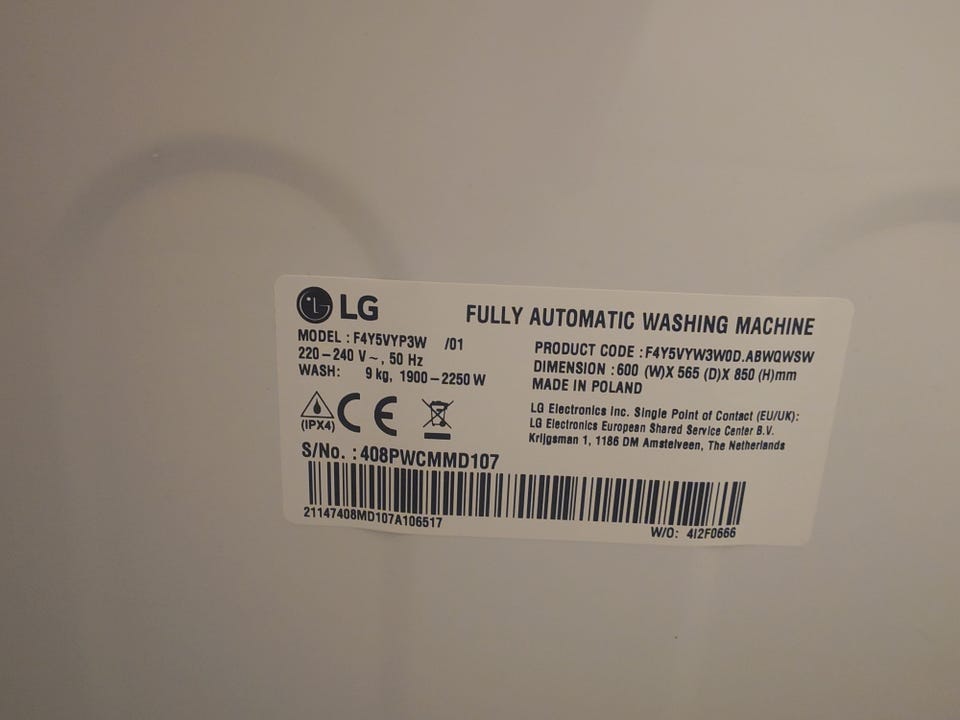 LG
FULLY AUTOMATIC WASHING MACHINE
MODEL : F4Y5VYP3W /01
220-240 V~, 50 Hz
WASH: 9 kg, 1900-2250 W
PRODUCT CODE : F4Y5VYW3W0D.ABWQWSW
DIMENSION : 600 (W)X 565 (D)X 850 (H)mm
MADE IN POLAND
(IPX4)
CE
LG Electronics Inc. Single Point of Contact (EU/UK):
LG Electronics European Shared Service Center B.V.
Krijgsman 1, 1186 DM Amstelveen, The Netherlands
S/No. : 408PWCMMD107
21147408MD107A106517
W/O: 4I2F0666